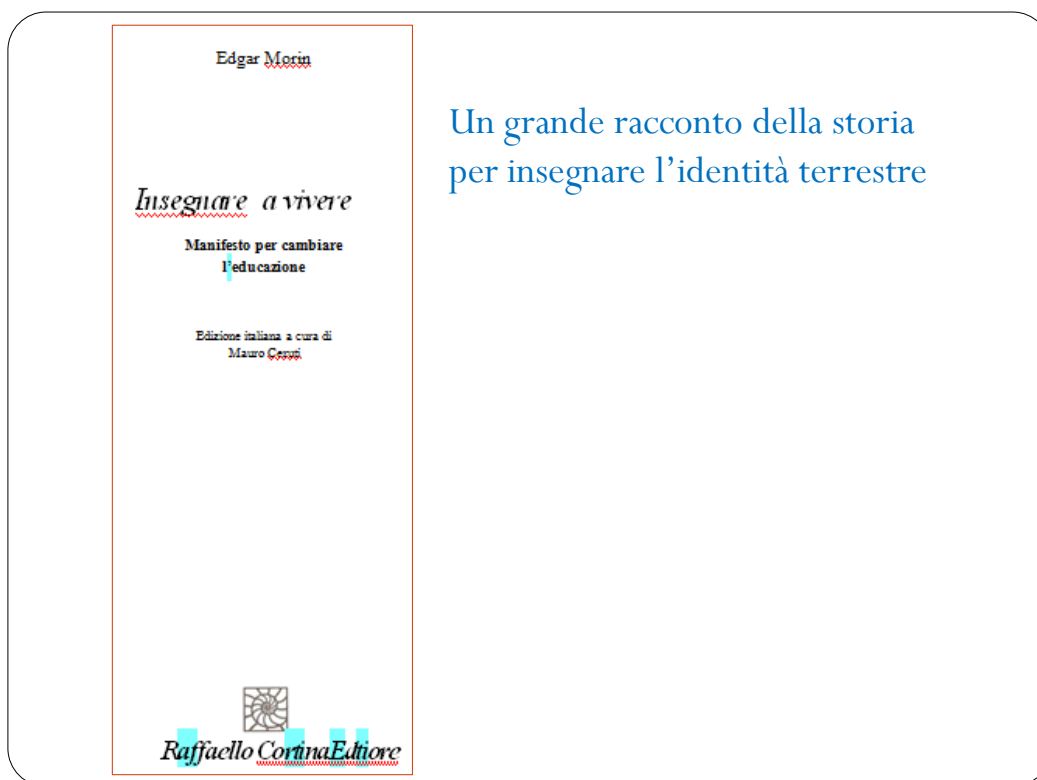 Edgar Morin
Insegnare a vivere
Manifesto per cambiare
l'educazione
Edizione italiana a cura di
Mauro Ceruti
Raffaello CortinaEdtiore
Un grande racconto della storia
per insegnare l’identità terrestre